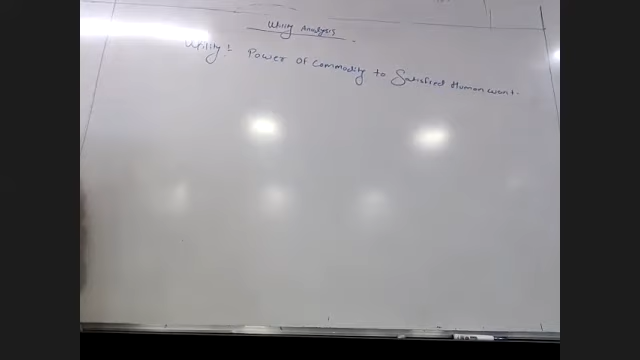 Utility Analysis
Utility : Power of commodity to Satisfied Human want.